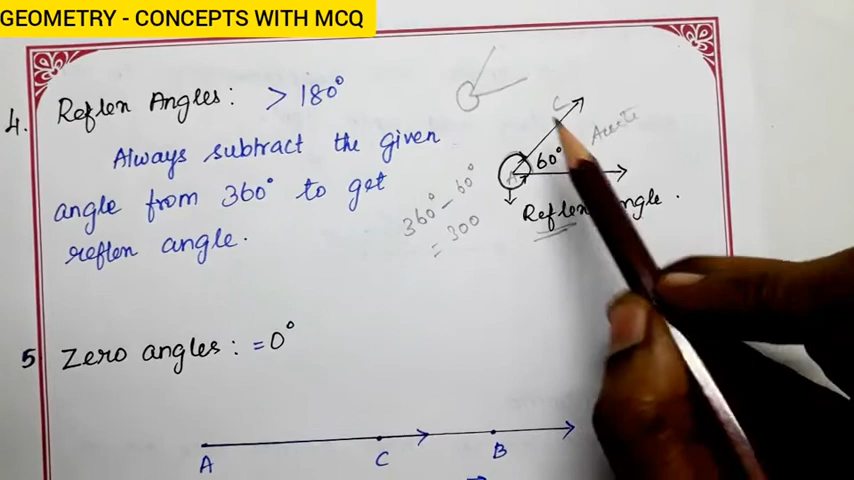 GEOMETRY - CONCEPTS WITH MCQ
4. Reflex Angles: > 180°
Always subtract the given
angle from 360° to get
reflex angle.
C
Acute
60°
A
360° - 60°
= 300
Reflex angle.
5 Zero angles: = 0°
A C B